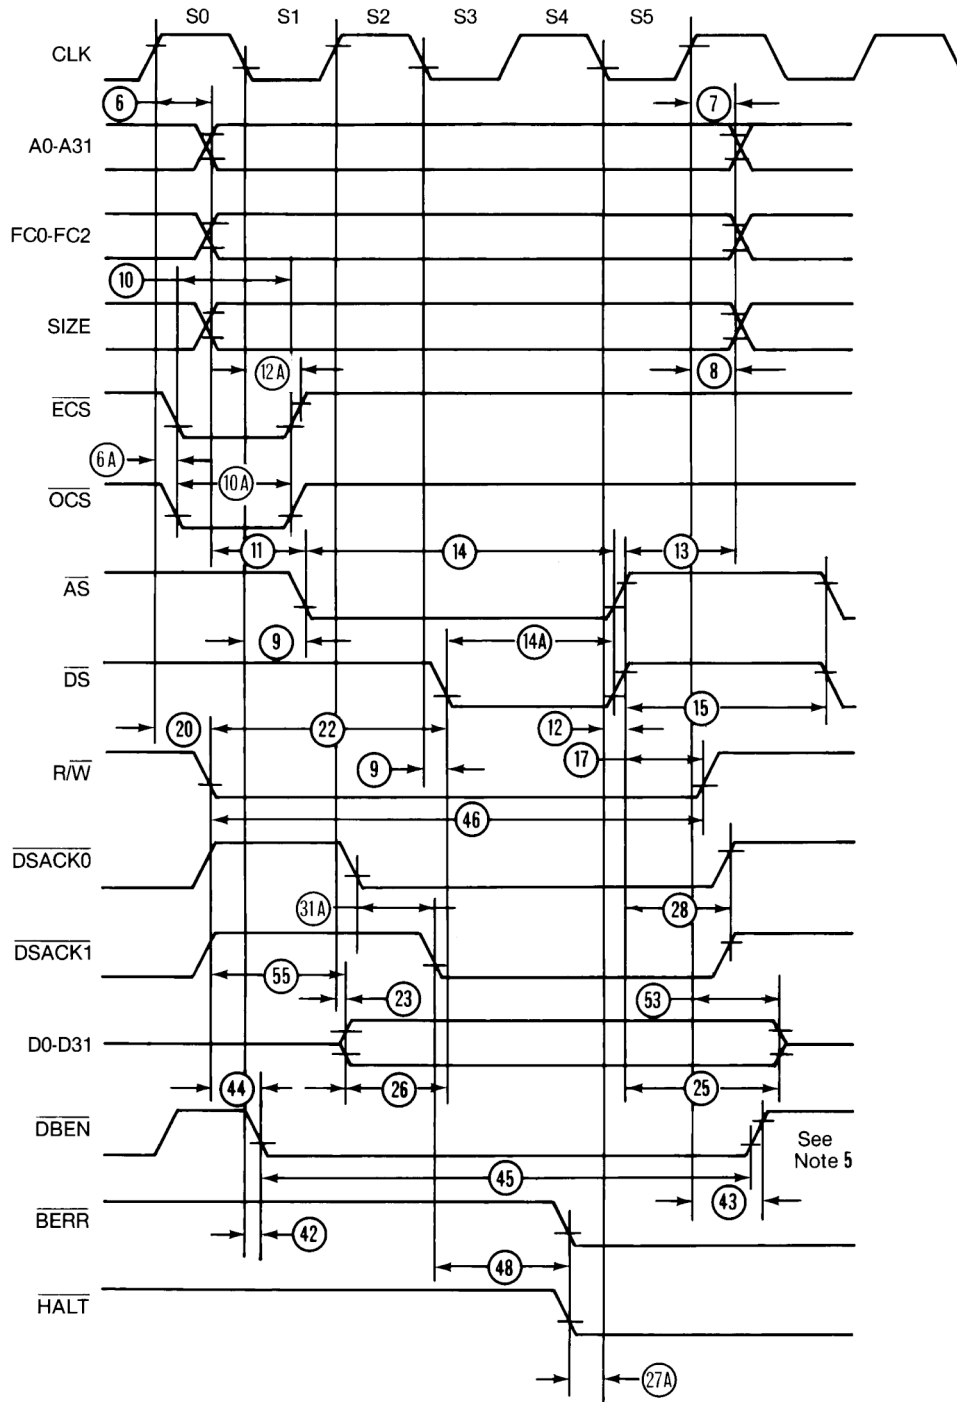 S0 S1 S2 S3 S4 S5
CLK
6 7
A0-A31
FC0-FC2
10
SIZE
12A 8
ECS
6A 10A
OCS
11 14 13
AS
9 14A
DS
15
20 22 12
17
R/W
9
46
DSACK0
31A 28
DSACK1
55 23 53
D0-D31
44 26 25
DBEN
See
Note 5
45
43
BERR
42
48
HALT
27A